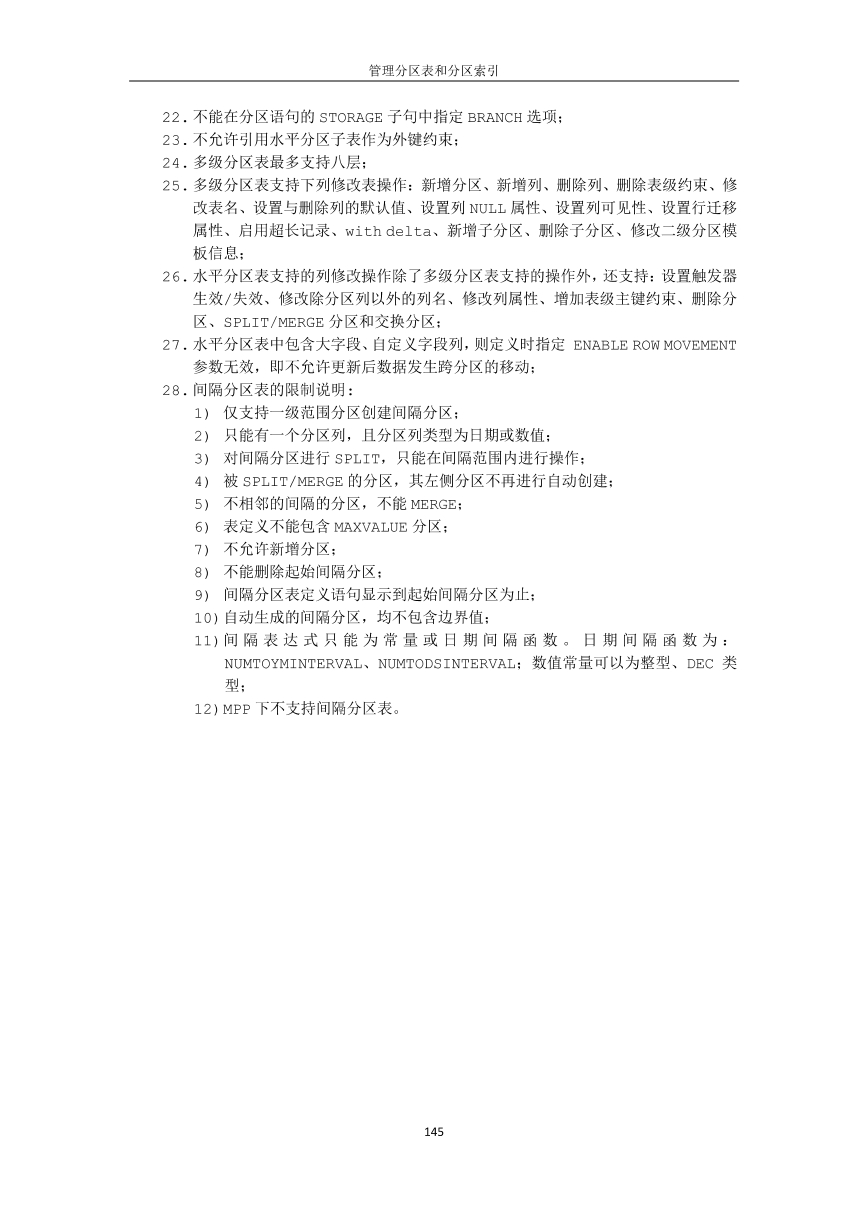 管理分区表和分区索引
22.不能在分区语句的 STORAGE 子句中指定 BRANCH 选项；
23.不允许引用水平分区子表作为外键约束；
24.多级分区表最多支持八层；
25.多级分区表支持下列修改表操作：新增分区、新增列、删除列、删除表级约束、修
改表名、设置与删除列的默认值、设置列 NULL 属性、设置列可见性、设置行迁移
属性、启用超长记录、with delta、新增子分区、删除子分区、修改二级分区模
板信息；
26.水平分区表支持的列修改操作除了多级分区表支持的操作外，还支持：设置触发器
生效/失效、修改除分区列以外的列名、修改列属性、增加表级主键约束、删除分
区、SPLIT/MERGE 分区和交换分区；
27.水平分区表中包含大字段、自定义字段列，则定义时指定 ENABLE ROW MOVEMENT
参数无效，即不允许更新后数据发生跨分区的移动；
28.间隔分区表的限制说明：
1) 仅支持一级范围分区创建间隔分区；
2) 只能有一个分区列，且分区列类型为日期或数值；
3) 对间隔分区进行 SPLIT，只能在间隔范围内进行操作；
4) 被 SPLIT/MERGE 的分区，其左侧分区不再进行自动创建；
5) 不相邻的间隔的分区，不能 MERGE；
6) 表定义不能包含 MAXVALUE 分区；
7) 不允许新增分区；
8) 不能删除起始间隔分区；
9) 间隔分区表定义语句显示到起始间隔分区为止；
10)自动生成的间隔分区，均不包含边界值；
11)间隔表达式只能为常量或日期间隔函数。日期间隔函数为：
NUMTOYMINTERVAL、NUMTODSINTERVAL；数值常量可以为整型、DEC 类
型；
12)MPP 下不支持间隔分区表。
145